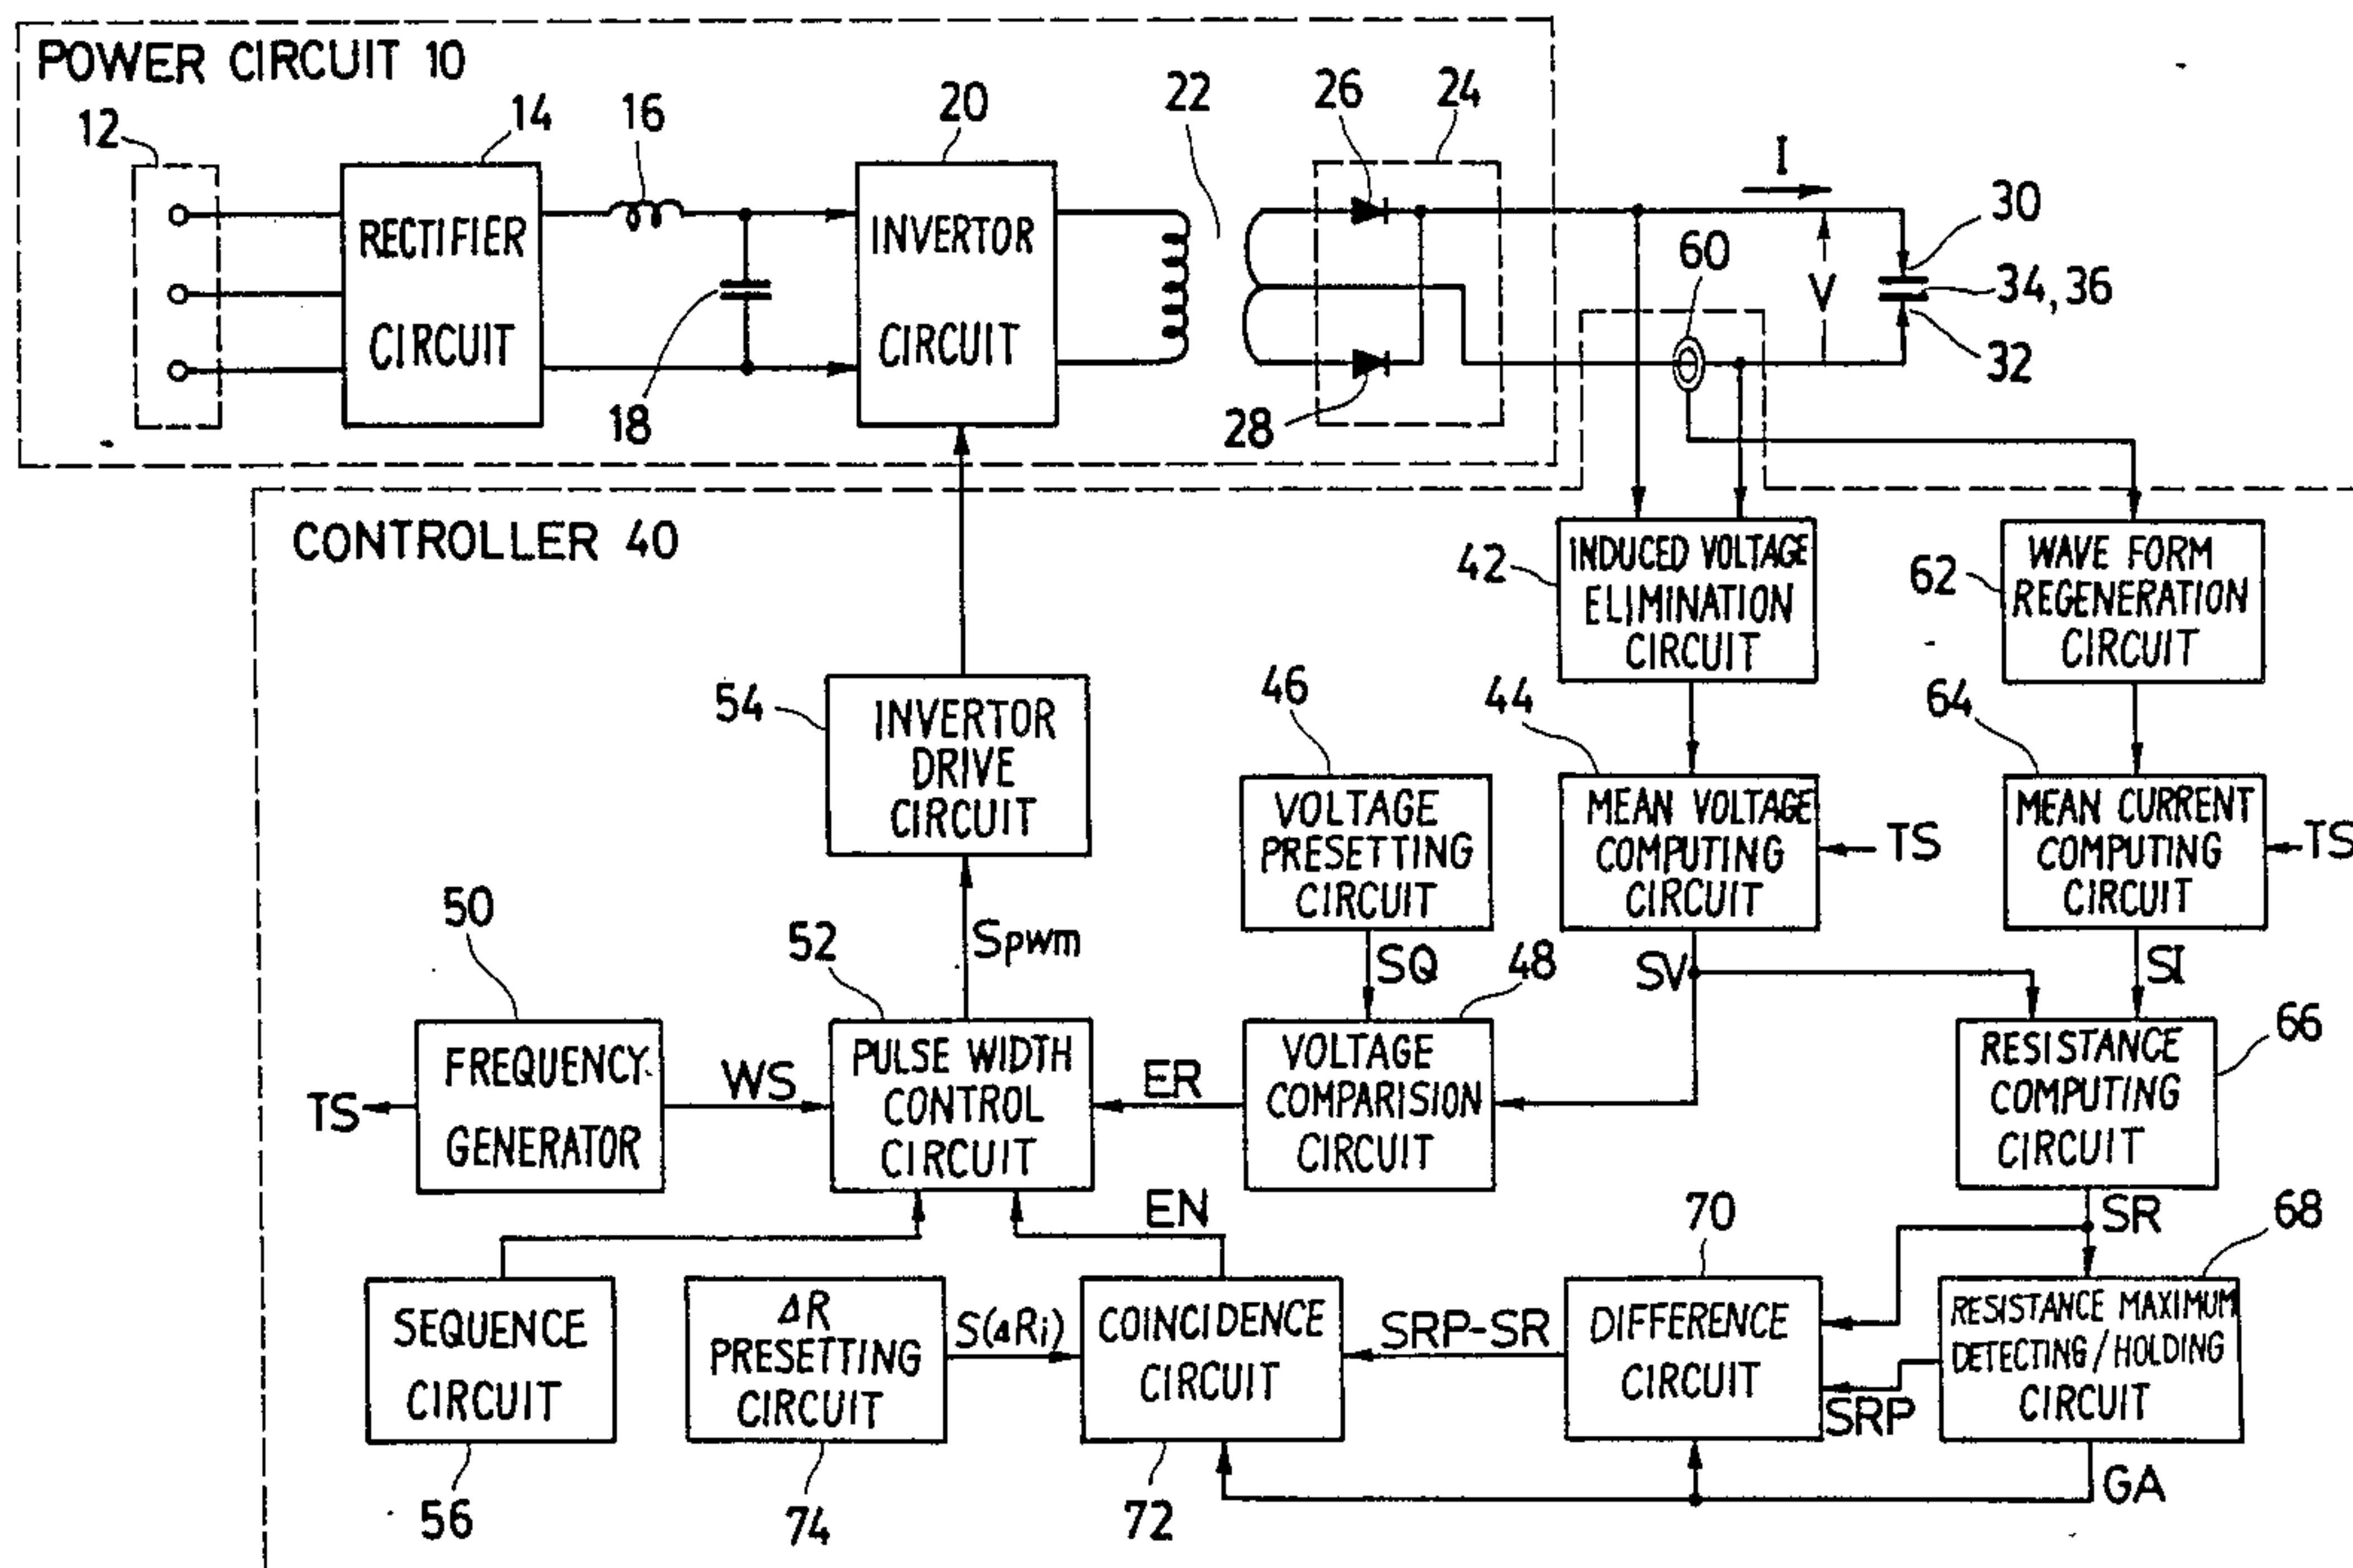 POWER CIRCUIT 10
12
14
16
20
22
26
24
I
RECTIFIER
CIRCUIT
18
INVERTOR
CIRCUIT
28
60
V
30
34, 36
32
CONTROLLER 40
42
INDUCED VOLTAGE
ELIMINATION
CIRCUIT
62
WAVE FORM
REGENERATION
CIRCUIT
54
INVERTOR
DRIVE
CIRCUIT
46
VOLTAGE
PRESETTING
CIRCUIT
44
MEAN VOLTAGE
COMPUTING
CIRCUIT
TS
64
MEAN CURRENT
COMPUTING
CIRCUIT
TS
50
52
Spwm
SQ
48
SV
SI
66
TS
FREQUENCY
GENERATOR
WS
PULSE WIDTH
CONTROL
CIRCUIT
ER
VOLTAGE
COMPARISION
CIRCUIT
RESISTANCE
COMPUTING
CIRCUIT
EN
70
SR
68
SEQUENCE
CIRCUIT
56
ΔR
PRESETTING
CIRCUIT
74
S(ΔRi)
COINCIDENCE
CIRCUIT
72
SRP-SR
DIFFERENCE
CIRCUIT
SRP
RESISTANCE MAXIMUM
DETECTING/HOLDING
CIRCUIT
GA